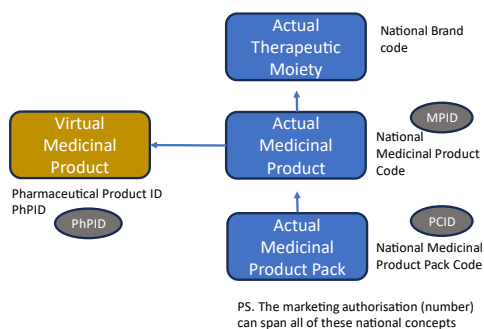 Actual
Therapeutic
Moiety
National Brand
code
Virtual
Medicinal
Product
Actual
Medicinal
Product
MPID
National
Medicinal Product
Code
Pharmaceutical Product ID
PhPID
PhPID
Actual
Medicinal
Product Pack
PCID
National Medicinal
Product Pack Code
PS. The marketing authorisation (number)
can span all of these national concepts